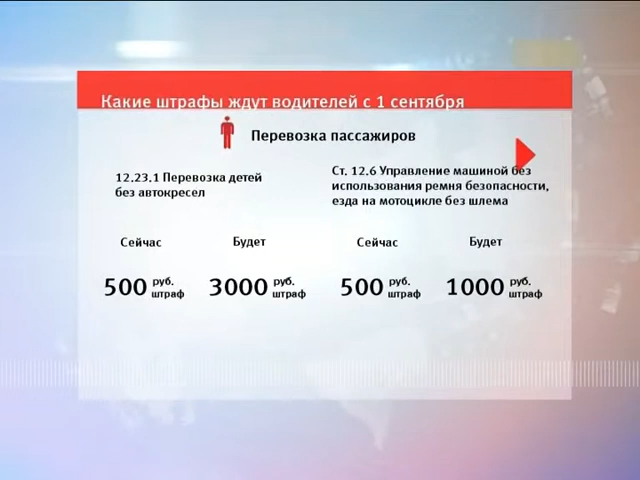 Какие штрафы ждут водителей с 1 сентября
Перевозка пассажиров
12.23.1 Перевозка детей
без автокресел
Ст. 12.6 Управление машиной без
использования ремня безопасности,
езда на мотоцикле без шлема
Сейчас Будет Сейчас Будет
500 руб. штраф 3000 руб. штраф 500 руб. штраф 1000 руб. штраф